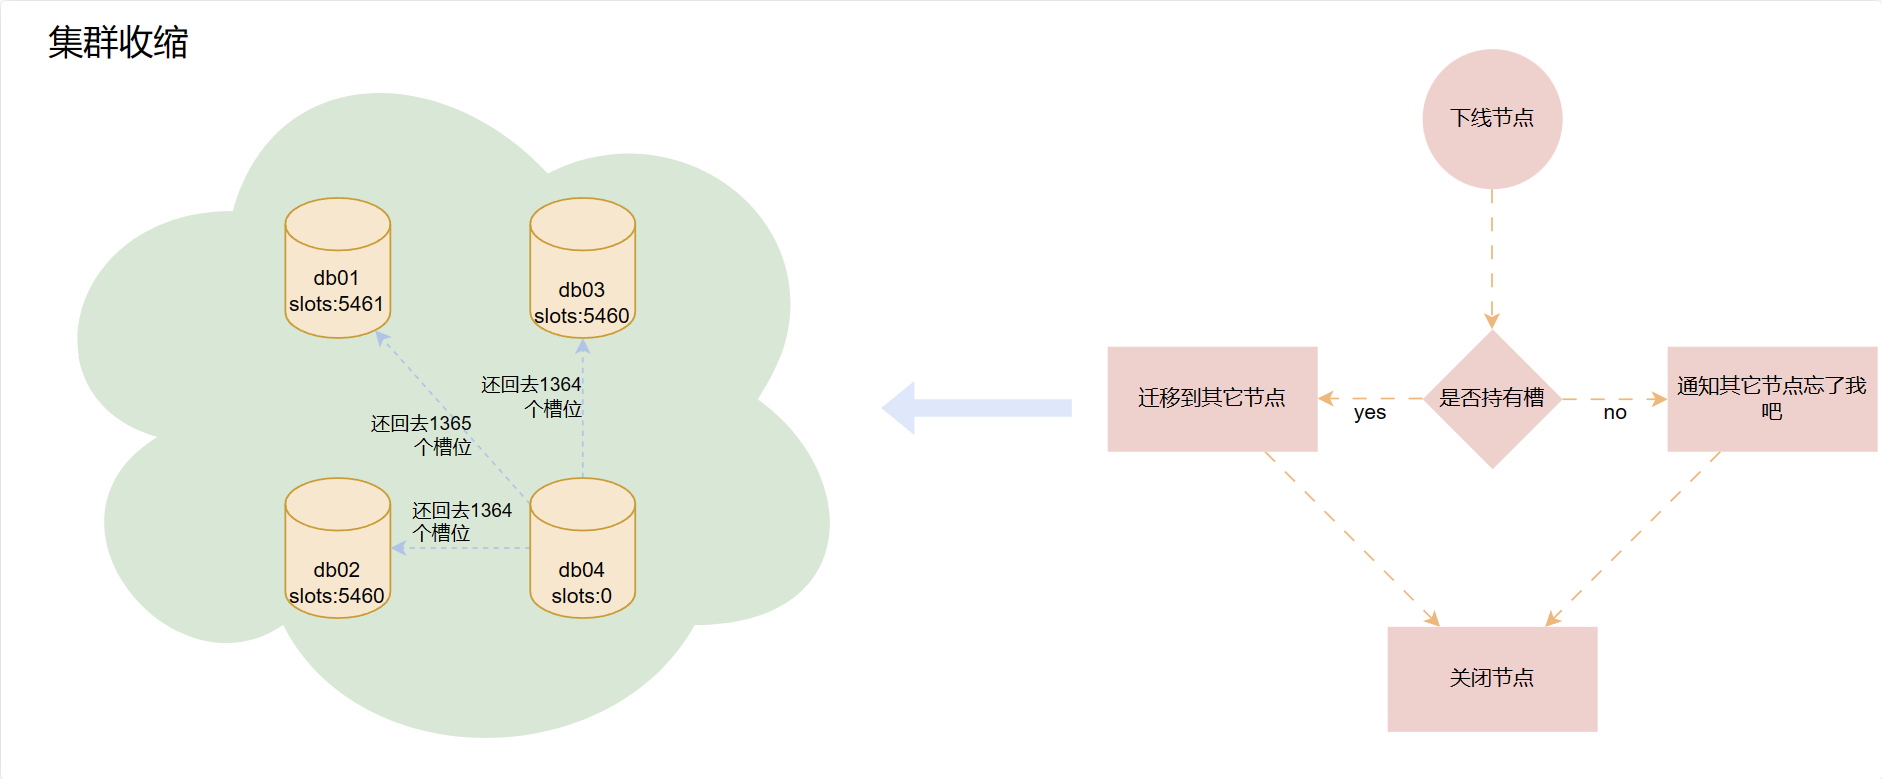 集群收缩
db01
slots:5461
db03
slots:5460
还回去1364
个槽位
还回去1365
个槽位
还回去1364
个槽位
db02
slots:5460
db04
slots:0
下线节点
迁移到其它节点
yes
是否持有槽
no
通知其它节点忘了我
吧
关闭节点